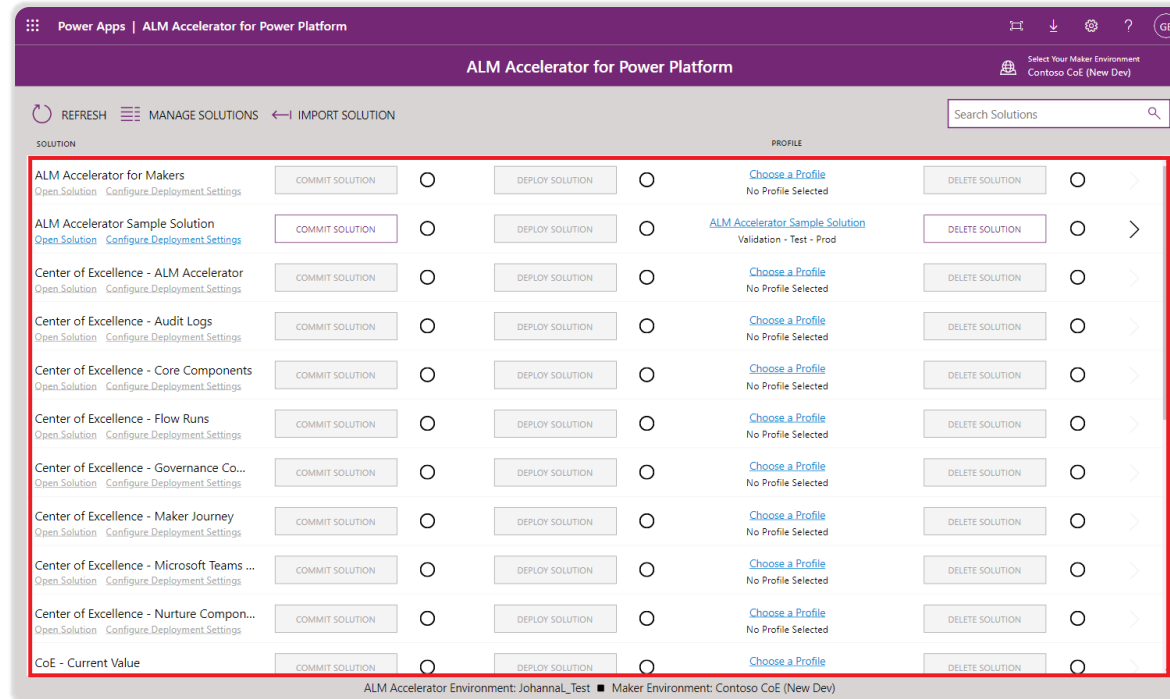 Power Apps | ALM Accelerator for Power Platform
GE
ALM Accelerator for Power Platform
Select Your Maker Environment
Contoso CoE (New Dev)
REFRESH MANAGE SOLUTIONS IMPORT SOLUTION
Search Solutions
SOLUTION PROFILE
ALM Accelerator for Makers
Open Solution Configure Deployment Settings
COMMIT SOLUTION DEPLOY SOLUTION
Choose a Profile
No Profile Selected
DELETE SOLUTION
ALM Accelerator Sample Solution
Open Solution Configure Deployment Settings
COMMIT SOLUTION DEPLOY SOLUTION
ALM Accelerator Sample Solution
Validation - Test - Prod
DELETE SOLUTION
Center of Excellence - ALM Accelerator
Open Solution Configure Deployment Settings
COMMIT SOLUTION DEPLOY SOLUTION
Choose a Profile
No Profile Selected
DELETE SOLUTION
Center of Excellence - Audit Logs
Open Solution Configure Deployment Settings
COMMIT SOLUTION DEPLOY SOLUTION
Choose a Profile
No Profile Selected
DELETE SOLUTION
Center of Excellence - Core Components
Open Solution Configure Deployment Settings
COMMIT SOLUTION DEPLOY SOLUTION
Choose a Profile
No Profile Selected
DELETE SOLUTION
Center of Excellence - Flow Runs
Open Solution Configure Deployment Settings
COMMIT SOLUTION DEPLOY SOLUTION
Choose a Profile
No Profile Selected
DELETE SOLUTION
Center of Excellence - Governance Co...
Open Solution Configure Deployment Settings
COMMIT SOLUTION DEPLOY SOLUTION
Choose a Profile
No Profile Selected
DELETE SOLUTION
Center of Excellence - Maker Journey
Open Solution Configure Deployment Settings
COMMIT SOLUTION DEPLOY SOLUTION
Choose a Profile
No Profile Selected
DELETE SOLUTION
Center of Excellence - Microsoft Teams ...
Open Solution Configure Deployment Settings
COMMIT SOLUTION DEPLOY SOLUTION
Choose a Profile
No Profile Selected
DELETE SOLUTION
Center of Excellence - Nurture Compon...
Open Solution Configure Deployment Settings
COMMIT SOLUTION DEPLOY SOLUTION
Choose a Profile
No Profile Selected
DELETE SOLUTION
CoE - Current Value
COMMIT SOLUTION DEPLOY SOLUTION
Choose a Profile
DELETE SOLUTION
ALM Accelerator Environment: JohannaL_Test ■ Maker Environment: Contoso CoE (New Dev)